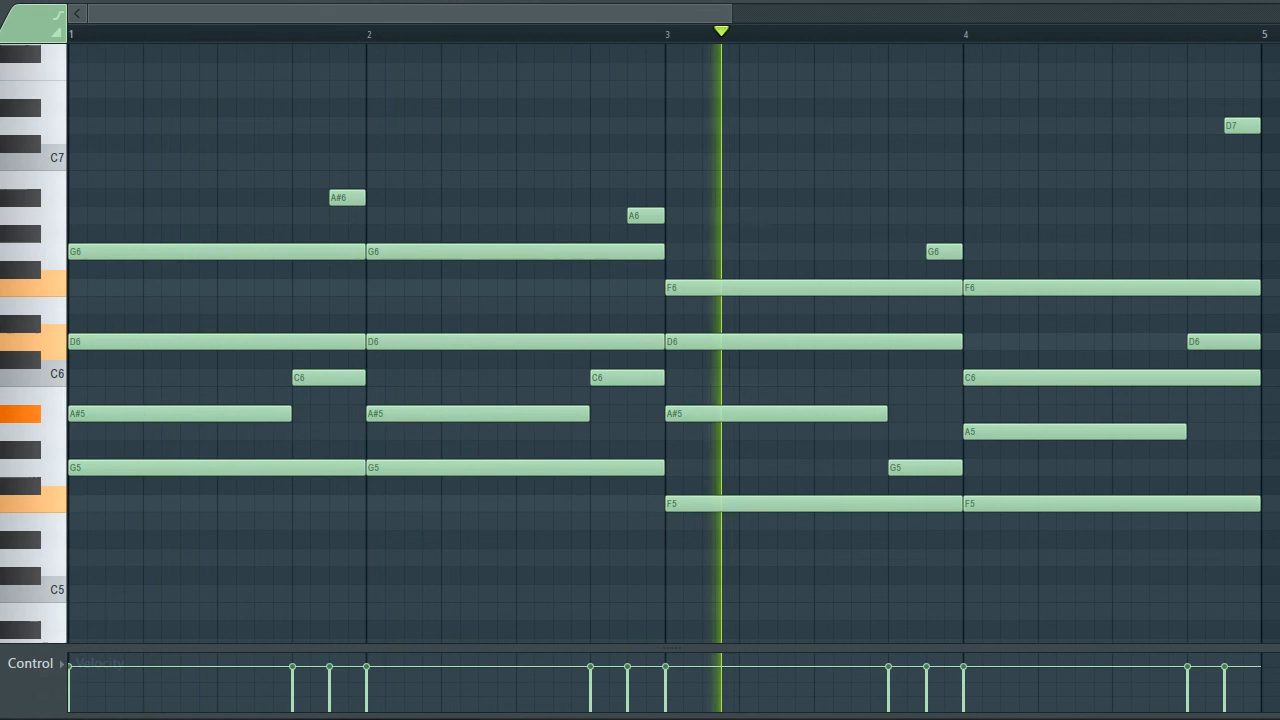 1 2 3 4 5
D7
C7
A#6
A6
G6 G6 G6
F6 F6
D6 D6 D6 D6
C6 C6 C6 C6
A#5 A#5 A#5
A5
G5 G5 G5
F5 F5
C5
Control Velocity